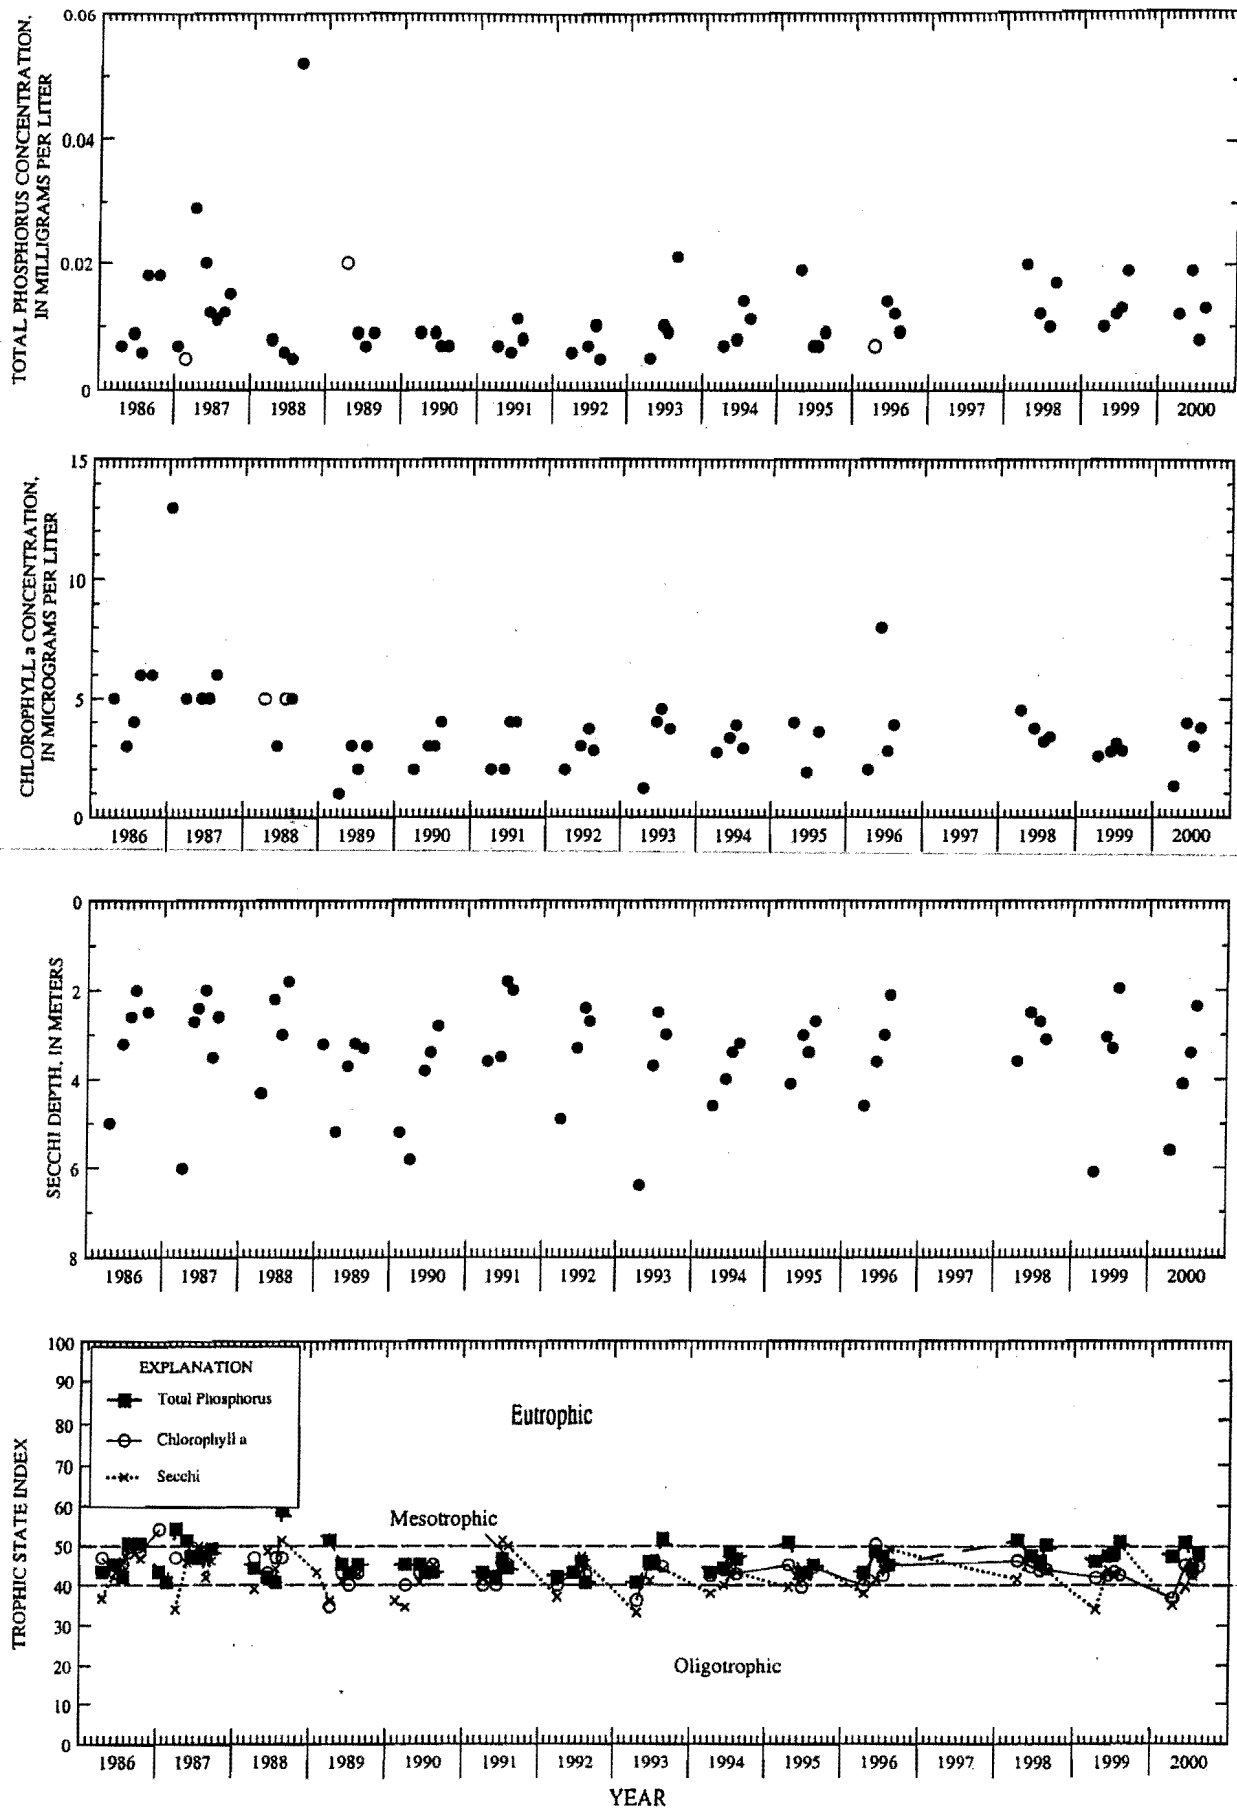 TOTAL PHOSPHORUS CONCENTRATION,
IN MILLIGRAMS PER LITER
0.06
0.04
0.02
0
1986 1987 1988 1989 1990 1991 1992 1993 1994 1995 1996 1997 1998 1999 2000
CHLOROPHYLL a CONCENTRATION,
IN MICROGRAMS PER LITER
15
10
5
0
1986 1987 1988 1989 1990 1991 1992 1993 1994 1995 1996 1997 1998 1999 2000
SECCHI DEPTH, IN METERS
0
2
4
6
8
1986 1987 1988 1989 1990 1991 1992 1993 1994 1995 1996 1997 1998 1999 2000
TROPHIC STATE INDEX
100
90
80
70
60
50
40
30
20
10
0
EXPLANATION
Total Phosphorus
Chlorophyll a
Secchi
Eutrophic
Mesotrophic
Oligotrophic
1986 1987 1988 1989 1990 1991 1992 1993 1994 1995 1996 1997 1998 1999 2000
YEAR